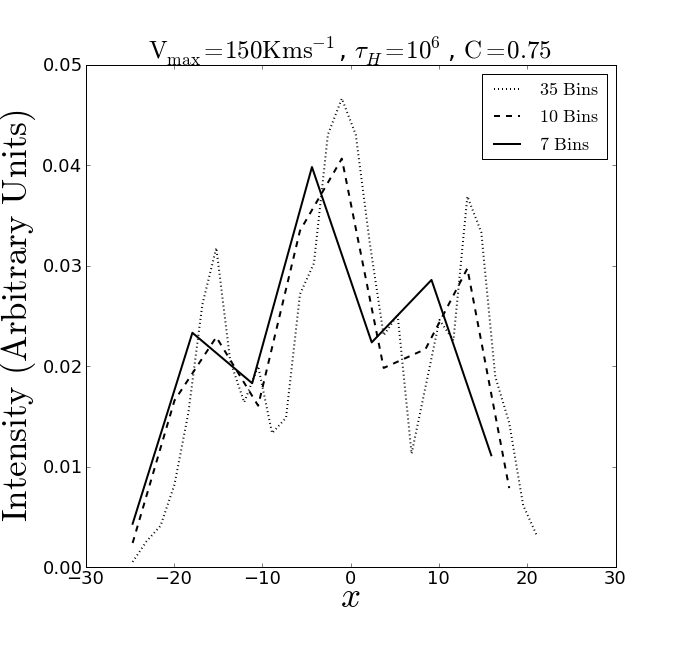 V_max=150Kms^−1, τ_H=10^6, C=0.75
0.05
35 Bins
10 Bins
7 Bins
0.04
0.03
0.02
0.01
0.00
Intensity (Arbitrary Units)
−30 −20 −10 0 10 20 30
x